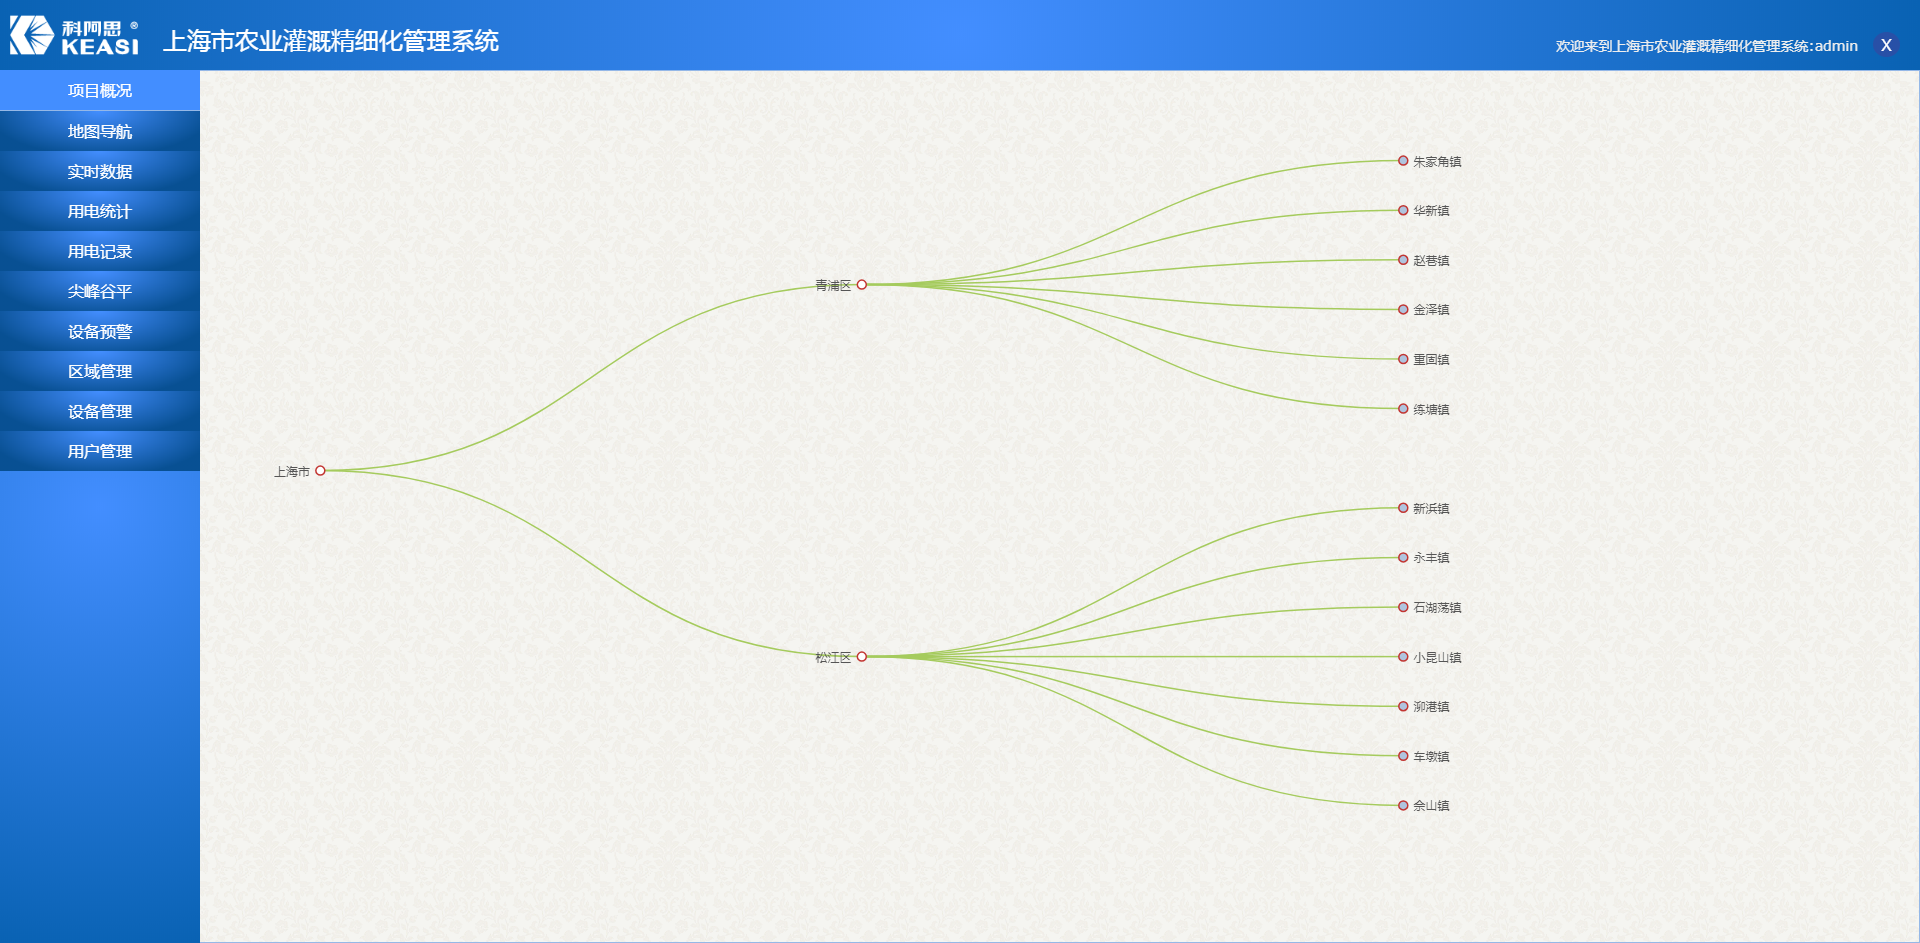 科阿思 ®
KEASI
上海市农业灌溉精细化管理系统
欢迎来到上海市农业灌溉精细化管理系统:admin X
项目概况
地图导航
实时数据
用电统计
用电记录
尖峰谷平
设备预警
区域管理
设备管理
用户管理
上海市
青浦区
朱家角镇
华新镇
赵巷镇
金泽镇
重固镇
练塘镇
松江区
新浜镇
永丰镇
石湖荡镇
小昆山镇
泖港镇
车墩镇
佘山镇